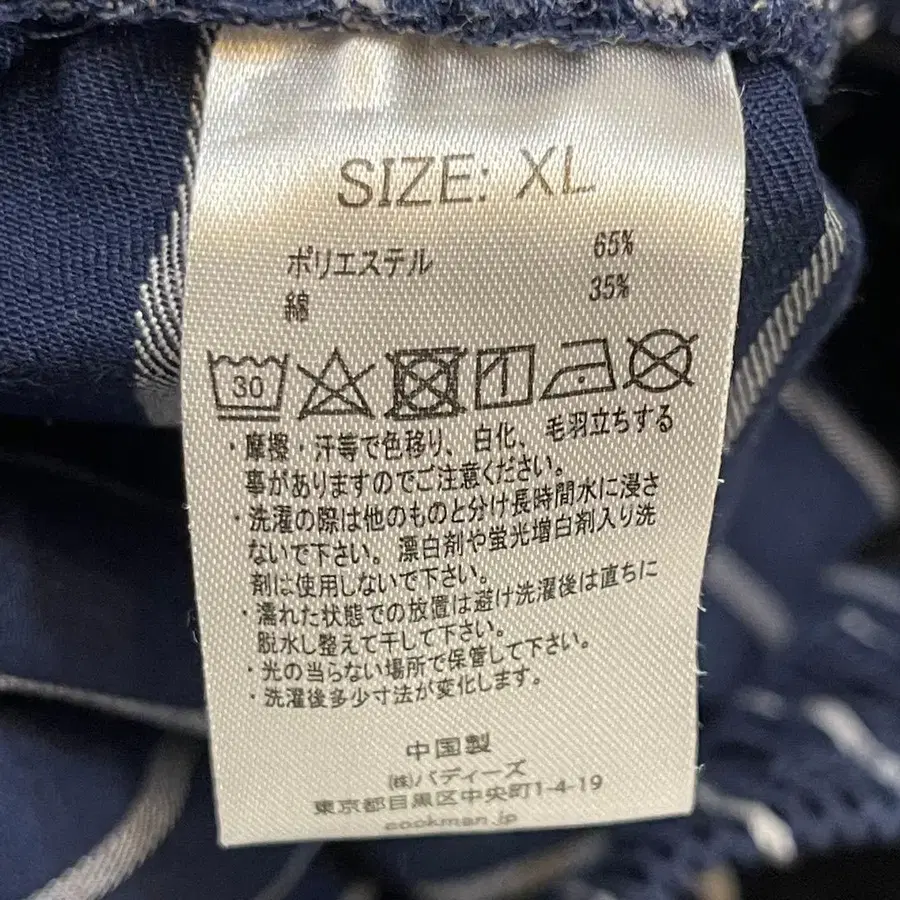 SIZE: XL
ポリエステル 65%
綿 35%
30
・摩擦・汗等で色移り、白化、毛羽立ちする
事がありますのでご注意ください。
・洗濯の際は他のものと分け長時間水に浸さ
ないで下さい。漂白剤や蛍光増白剤入り洗
剤は使用しないで下さい。
・濡れた状態での放置は避け洗濯後は直ちに
脱水し整えて干して下さい。
・光の当らない場所で保管して下さい。
・洗濯後多少寸法が変化します。
中国製
㈱バディーズ
東京都目黒区中央町1-4-19
cookman.jp